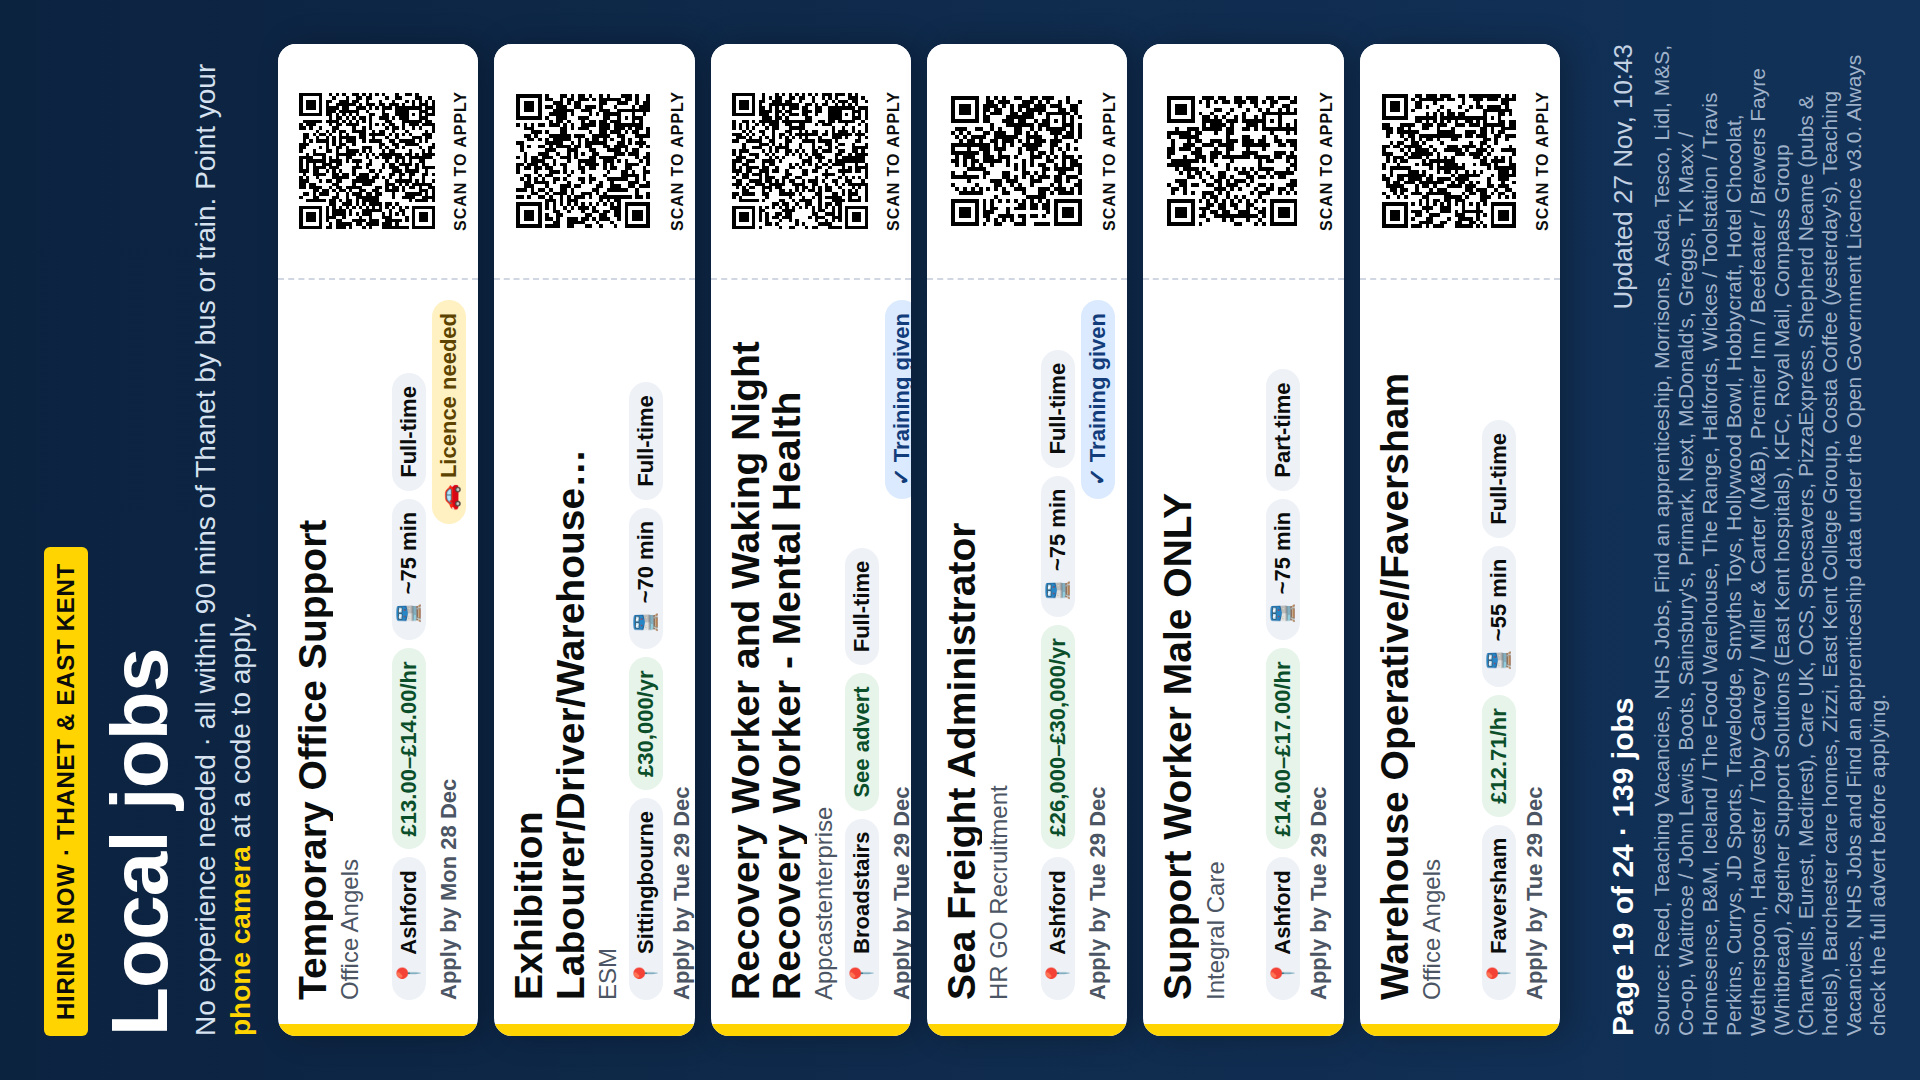 HIRING NOW · THANET & EAST KENT
Local jobs
No experience needed · all within 90 mins of Thanet by bus or train. Point your
phone camera at a code to apply.
Temporary Office Support
Office Angels
📍 Ashford £13.00–£14.00/hr 🚆 ~75 min Full-time
Apply by Mon 28 Dec 🚗 Licence needed
SCAN TO APPLY
Exhibition
Labourer/Driver/Warehouse…
ESM
📍 Sittingbourne £30,000/yr 🚆 ~70 min Full-time
Apply by Tue 29 Dec
SCAN TO APPLY
Recovery Worker and Waking Night
Recovery Worker - Mental Health
Appcastenterprise
📍 Broadstairs See advert Full-time
Apply by Tue 29 Dec ✓ Training given
SCAN TO APPLY
Sea Freight Administrator
HR GO Recruitment
📍 Ashford £26,000–£30,000/yr 🚆 ~75 min Full-time
Apply by Tue 29 Dec ✓ Training given
SCAN TO APPLY
Support Worker Male ONLY
Integral Care
📍 Ashford £14.00–£17.00/hr 🚆 ~75 min Part-time
Apply by Tue 29 Dec
SCAN TO APPLY
Warehouse Operative//Faversham
Office Angels
📍 Faversham £12.71/hr 🚆 ~55 min Full-time
Apply by Tue 29 Dec
SCAN TO APPLY
Page 19 of 24 · 139 jobs Updated 27 Nov, 10:43
Source: Reed, Teaching Vacancies, NHS Jobs, Find an apprenticeship, Morrisons, Asda, Tesco, Lidl, M&S,
Co-op, Waitrose / John Lewis, Boots, Sainsbury's, Primark, Next, McDonald's, Greggs, TK Maxx /
Homesense, B&M, Iceland / The Food Warehouse, The Range, Halfords, Wickes / Toolstation / Travis
Perkins, Currys, JD Sports, Travelodge, Smyths Toys, Hollywood Bowl, Hobbycraft, Hotel Chocolat,
Wetherspoon, Harvester / Toby Carvery / Miller & Carter (M&B), Premier Inn / Beefeater / Brewers Fayre
(Whitbread), 2gether Support Solutions (East Kent hospitals), KFC, Royal Mail, Compass Group
(Chartwells, Eurest, Medirest), Care UK, OCS, Specsavers, PizzaExpress, Shepherd Neame (pubs &
hotels), Barchester care homes, Zizzi, East Kent College Group, Costa Coffee (yesterday's). Teaching
Vacancies, NHS Jobs and Find an apprenticeship data under the Open Government Licence v3.0. Always
check the full advert before applying.